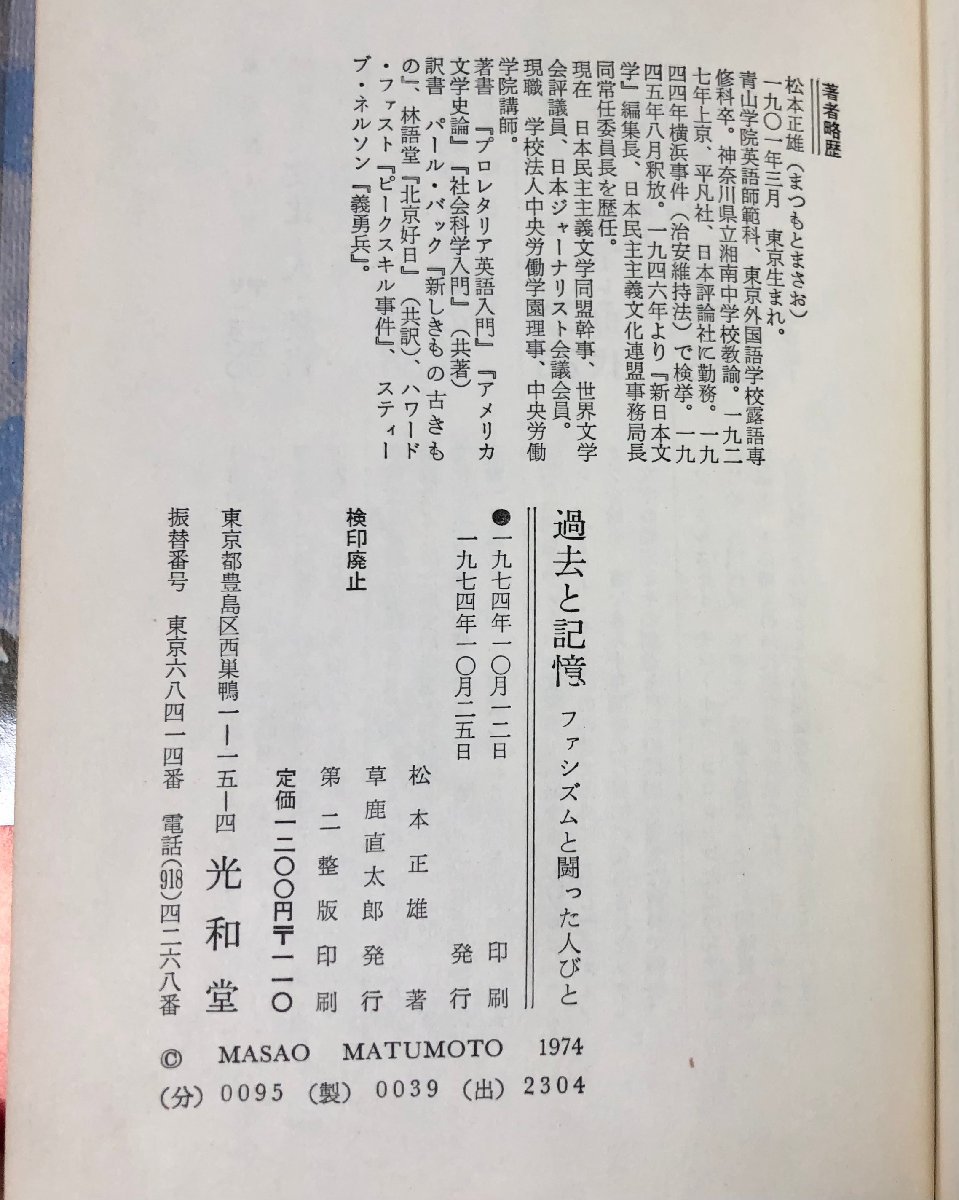 著者略歴
松本正雄（まつもとまさお）
一九〇一年三月　東京生まれ。
青山学院英語師範科、東京外国語学校露語専
修科卒。神奈川県立湘南中学校教諭。一九二
七年上京、平凡社、日本評論社に勤務。一九
四四年横浜事件（治安維持法）で検挙。一九
四五年八月釈放。一九四六年より『新日本文
学』編集長、日本民主主義文化連盟事務局長
同常任委員長を歴任。
現在　日本民主主義文学同盟幹事、世界文学
会評議員、日本ジャーナリスト会議会員。
現職　学校法人中央労働学園理事、中央労働
学院講師。
著書　『プロレタリア英語入門』『アメリカ
文学史論』『社会科学入門』（共著）
訳書　パール・バック『新しきもの古きも
の』、林語堂『北京好日』（共訳）、ハワード
・ファスト『ピークスキル事件』、スティー
ブ・ネルソン『義勇兵』。
過去と記憶　ファシズムと闘った人びと
●一九七四年一〇月一二日　印刷
一九七四年一〇月二五日　発行
松本正雄　著
草鹿直太郎　発行
第二整版印刷
検印廃止
定価一二〇〇円〒一一〇
東京都豊島区西巣鴨一―一五―四　光和堂
振替番号　東京六八四一四番　電話(918)四二六八番
© MASAO MATUMOTO 1974
(分) 0095 (製) 0039 (出) 2304